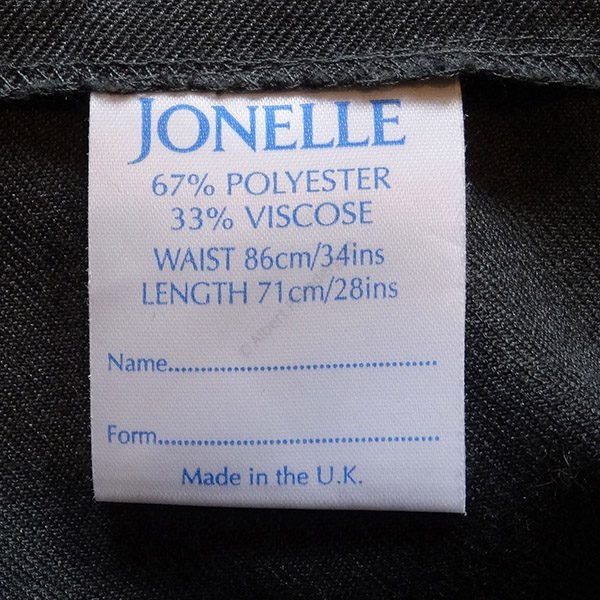 JONELLE
67% POLYESTER
33% VISCOSE
WAIST 86cm/34ins
LENGTH 71cm/28ins
Name.............................................
Form.............................................
Made in the U.K.